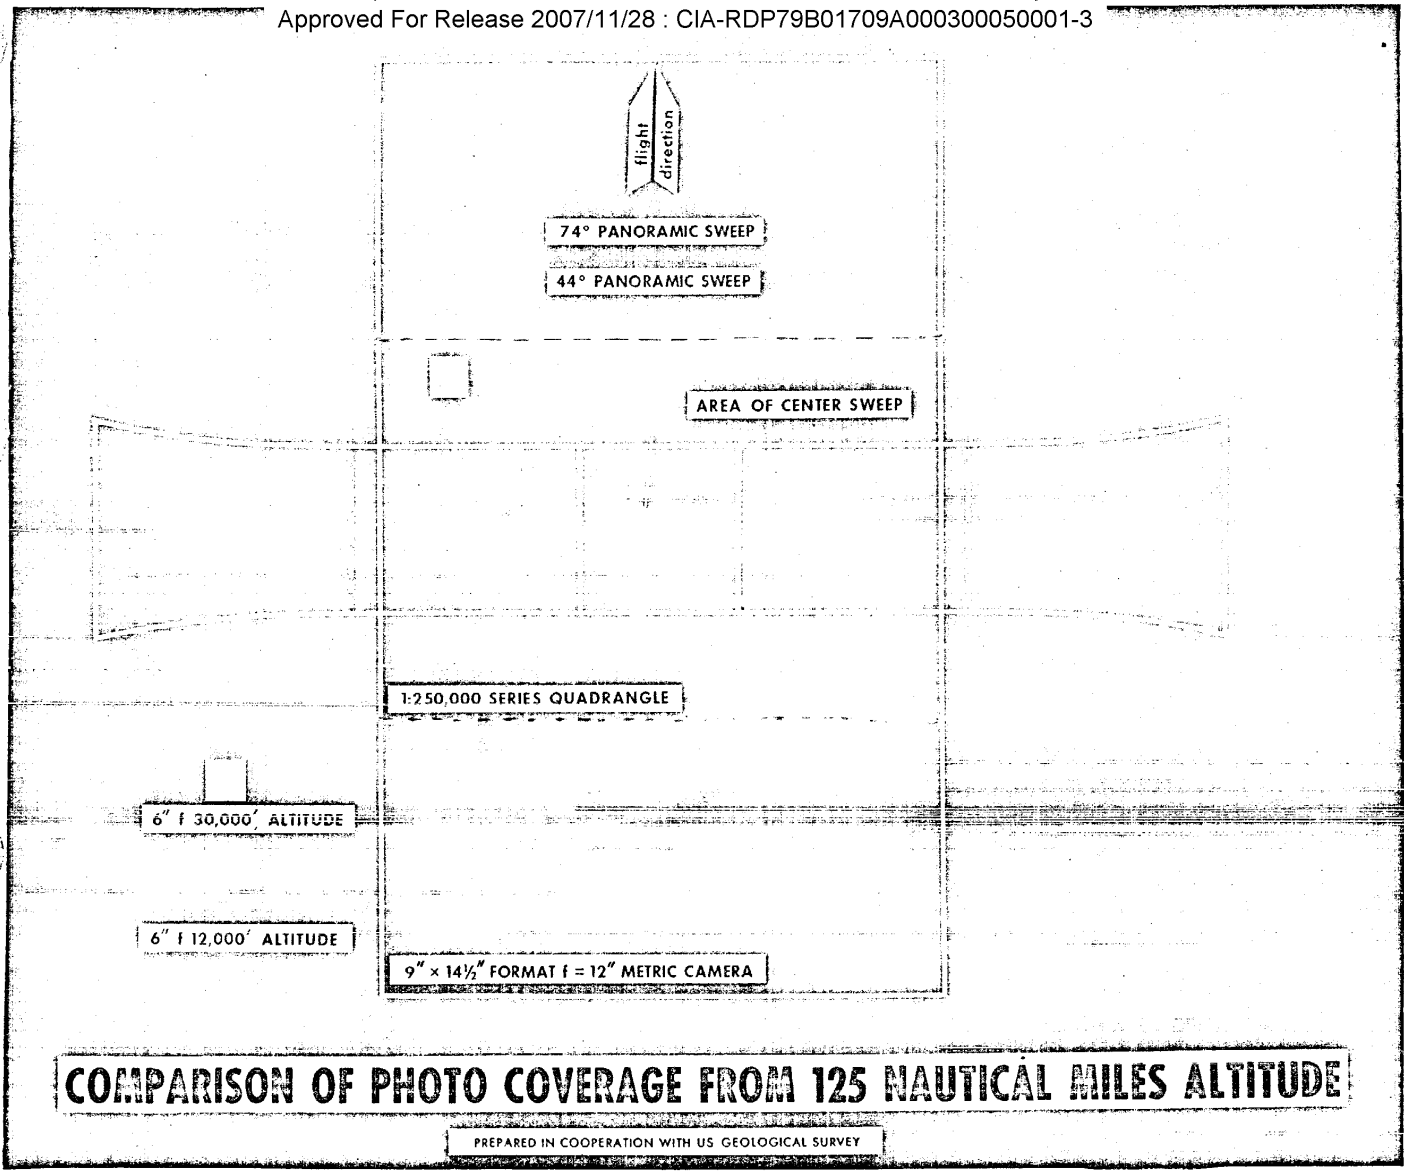 Approved For Release 2007/11/28 : CIA-RDP79B01709A000300050001-3
flight
direction
74° PANORAMIC SWEEP
44° PANORAMIC SWEEP
AREA OF CENTER SWEEP
1:250,000 SERIES QUADRANGLE
6" f 30,000' ALTITUDE
6" f 12,000' ALTITUDE
9" × 14½" FORMAT f = 12" METRIC CAMERA
COMPARISON OF PHOTO COVERAGE FROM 125 NAUTICAL MILES ALTITUDE
PREPARED IN COOPERATION WITH US GEOLOGICAL SURVEY